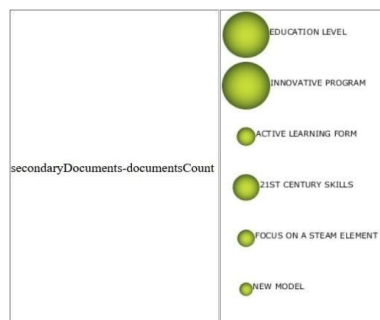 secondaryDocuments-documentsCount
EDUCATION LEVEL
INNOVATIVE PROGRAM
ACTIVE LEARNING FORM
21ST CENTURY SKILLS
FOCUS ON A STEAM ELEMENT
NEW MODEL